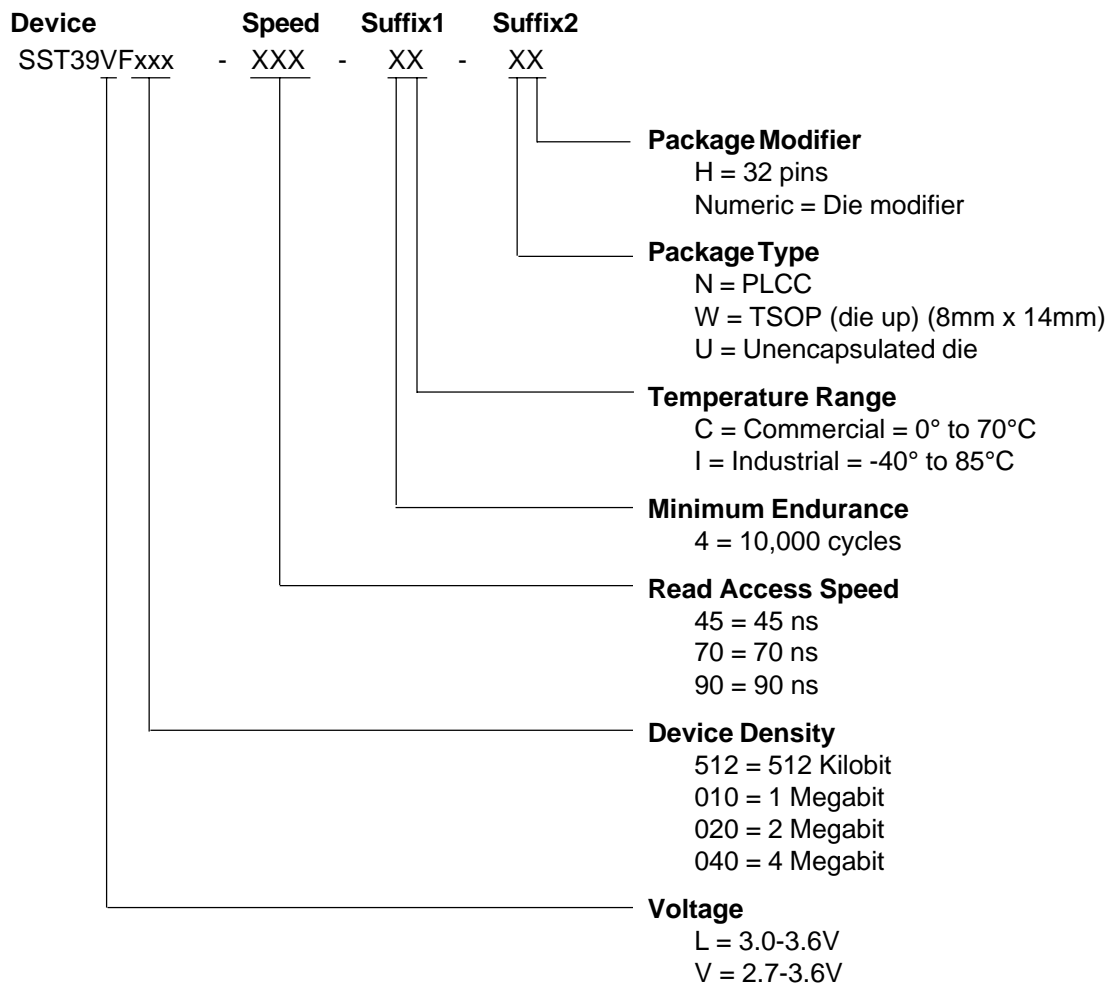 Device Speed Suffix1 Suffix2
SST39VFxxx - XXX - XX - XX
Package Modifier
H = 32 pins
Numeric = Die modifier
Package Type
N = PLCC
W = TSOP (die up) (8mm x 14mm)
U = Unencapsulated die
Temperature Range
C = Commercial = 0° to 70°C
I = Industrial = -40° to 85°C
Minimum Endurance
4 = 10,000 cycles
Read Access Speed
45 = 45 ns
70 = 70 ns
90 = 90 ns
Device Density
512 = 512 Kilobit
010 = 1 Megabit
020 = 2 Megabit
040 = 4 Megabit
Voltage
L = 3.0-3.6V
V = 2.7-3.6V